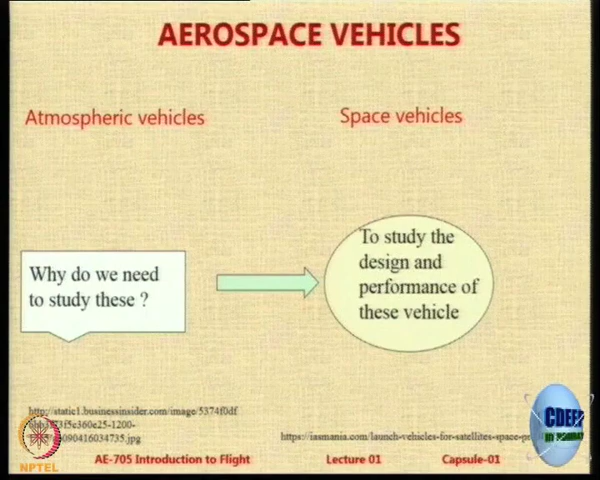 AEROSPACE VEHICLES
Atmospheric vehicles
Space vehicles
Why do we need
to study these ?
To study the
design and
performance of
these vehicle
http://static1.businessinsider.com/image/5374f0df
090416034735.jpg
https://iasmania.com/launch-vehicles-for-satellites-space-pr
NPTEL
AE-705 Introduction to Flight
Lecture 01
Capsule-01
CDEEP